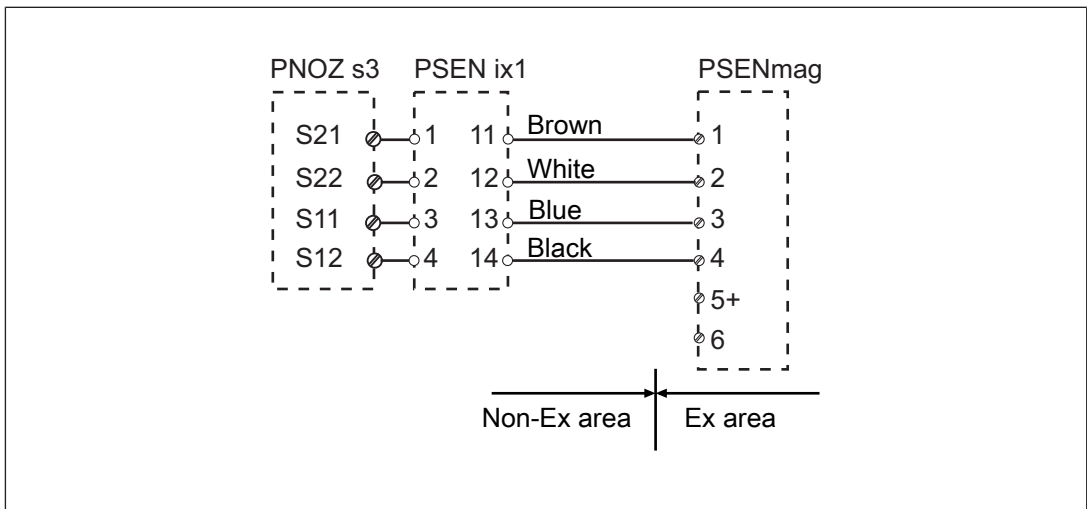 PNOZ s3 PSEN ix1 PSENmag
S21 1 11 Brown 1
S22 2 12 White 2
S11 3 13 Blue 3
S12 4 14 Black 4
5+
6
Non-Ex area Ex area